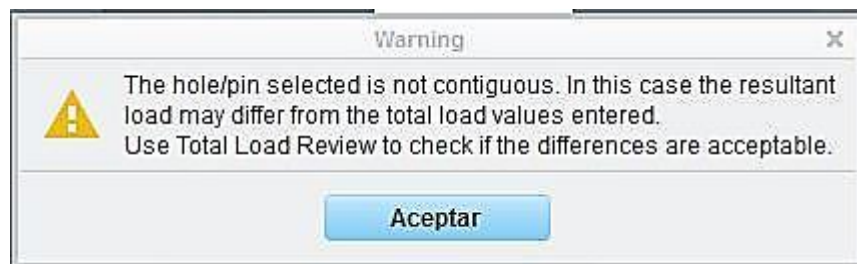 Warning
The hole/pin selected is not contiguous. In this case the resultant
load may differ from the total load values entered.
Use Total Load Review to check if the differences are acceptable.
Aceptar